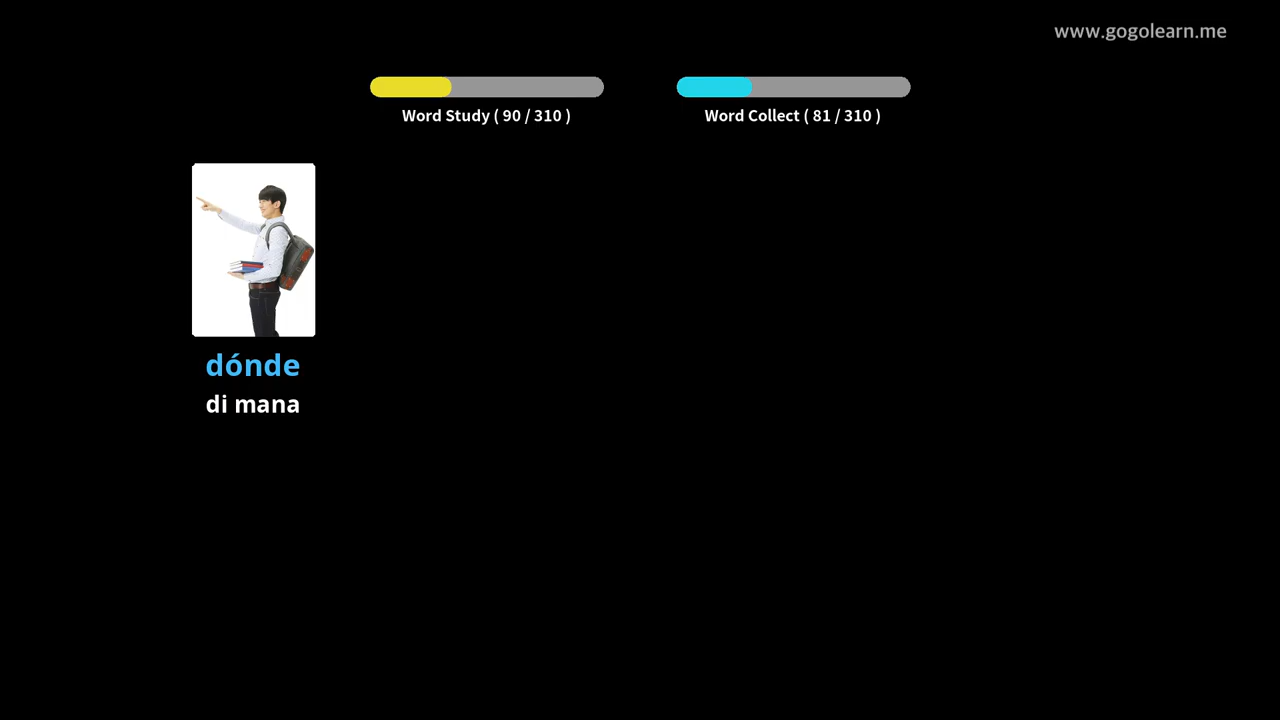 www.gogolearn.me
Word Study ( 90 / 310 )
Word Collect ( 81 / 310 )
dónde
di mana